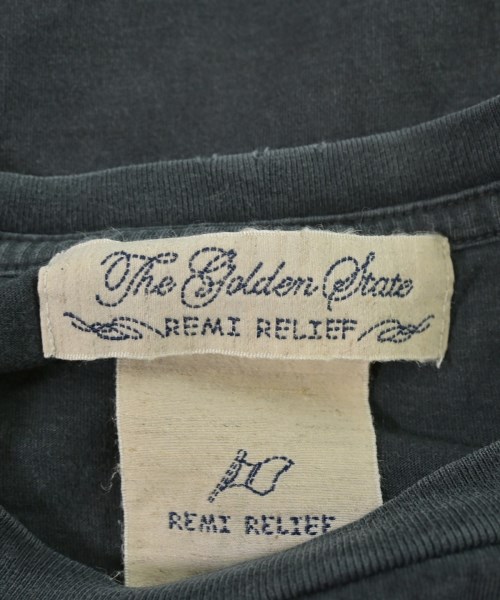 The Golden State
REMI RELIEF
REMI RELIEF